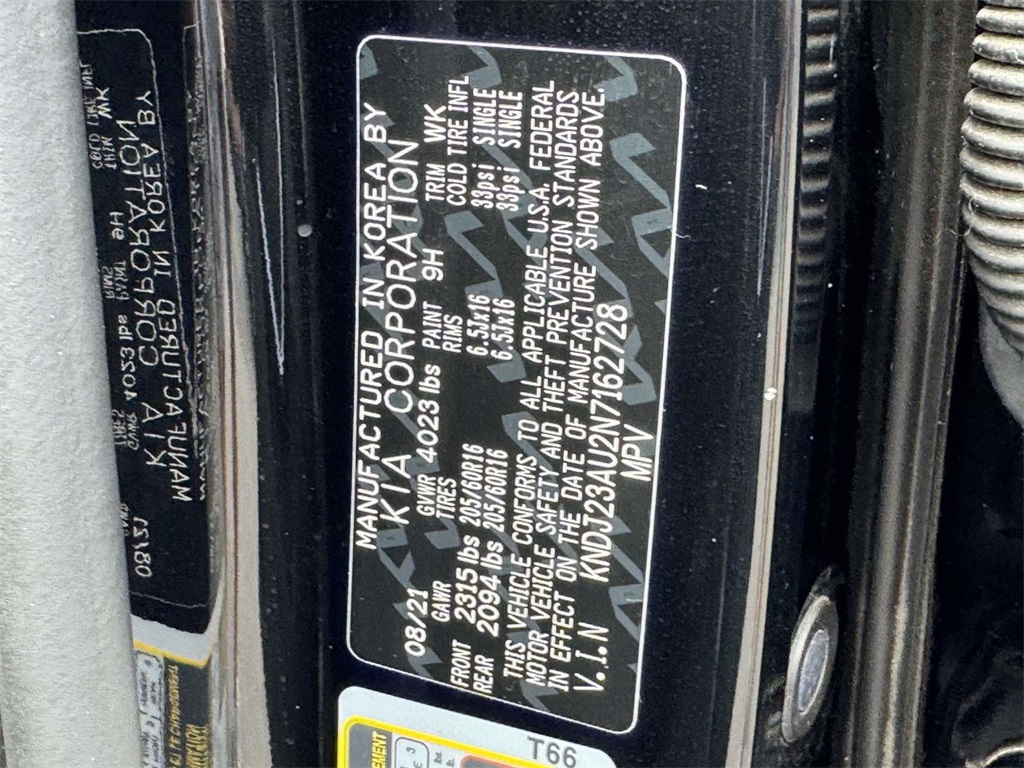 MANUFACTURED IN KOREA BY
KIA CORPORATION
08/21 GVWR 4023 lbs PAINT 9H TRIM WK
GAWR TIRES RIMS COLD TIRE INFL
FRONT 2315 lbs 205/60R16 6.5Jx16 33psi SINGLE
REAR 2094 lbs 205/60R16 6.5Jx16 33psi SINGLE
THIS VEHICLE CONFORMS TO ALL APPLICABLE U.S.A. FEDERAL
MOTOR VEHICLE SAFETY AND THEFT PREVENTION STANDARDS
IN EFFECT ON THE DATE OF MANUFACTURE SHOWN ABOVE.
V.I.N KNDJ23AU2N7162728
MPV
T66